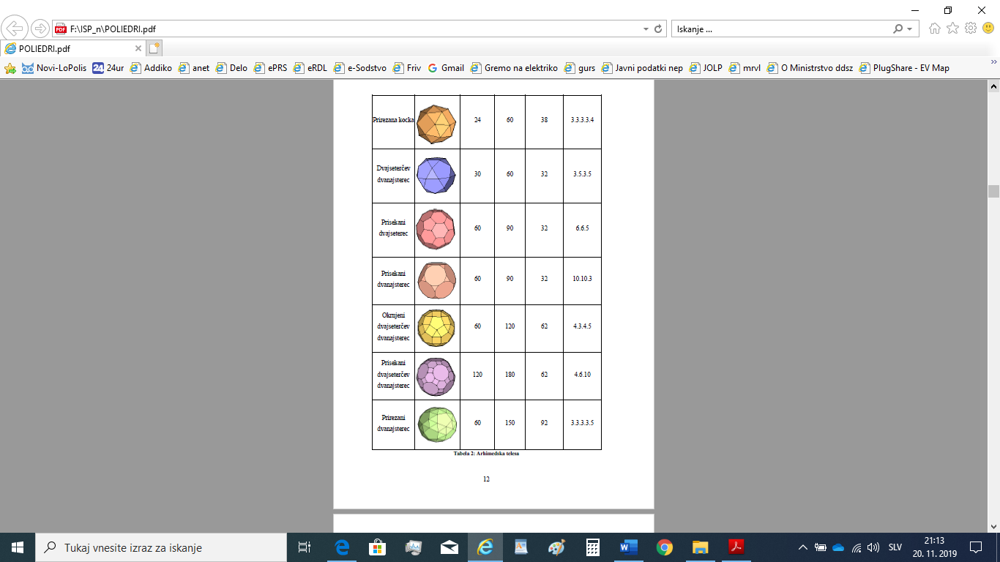 F:\ISP_n\POLIEDRI.pdf
Iskanje ...
POLIEDRI.pdf
Novi-LoPolis 24ur Addiko anet Delo ePRS eRDL e-Sodstvo Friv Gmail Gremo na elektriko gurs Javni podatki nep JOLP mrvl O Ministrstvo ddsz PlugShare - EV Map
Prirezana kocka 24 60 38 3.3.3.3.4
Dvajseterčev
dvanajsterec
30 60 32 3.5.3.5
Prisekani
dvajseterec
60 90 32 6.6.5
Prisekani
dvanajsterec
60 90 32 10.10.3
Okrnjeni
dvajseterčev
dvanajsterec
60 120 62 4.3.4.5
Prisekani
dvajseterčev
dvanajsterec
120 180 62 4.6.10
Prirezani
dvanajsterec
60 150 92 3.3.3.3.5
Tabela 2: Arhimedska telesa
12
Tukaj vnesite izraz za iskanje
SLV
21:13
20. 11. 2019